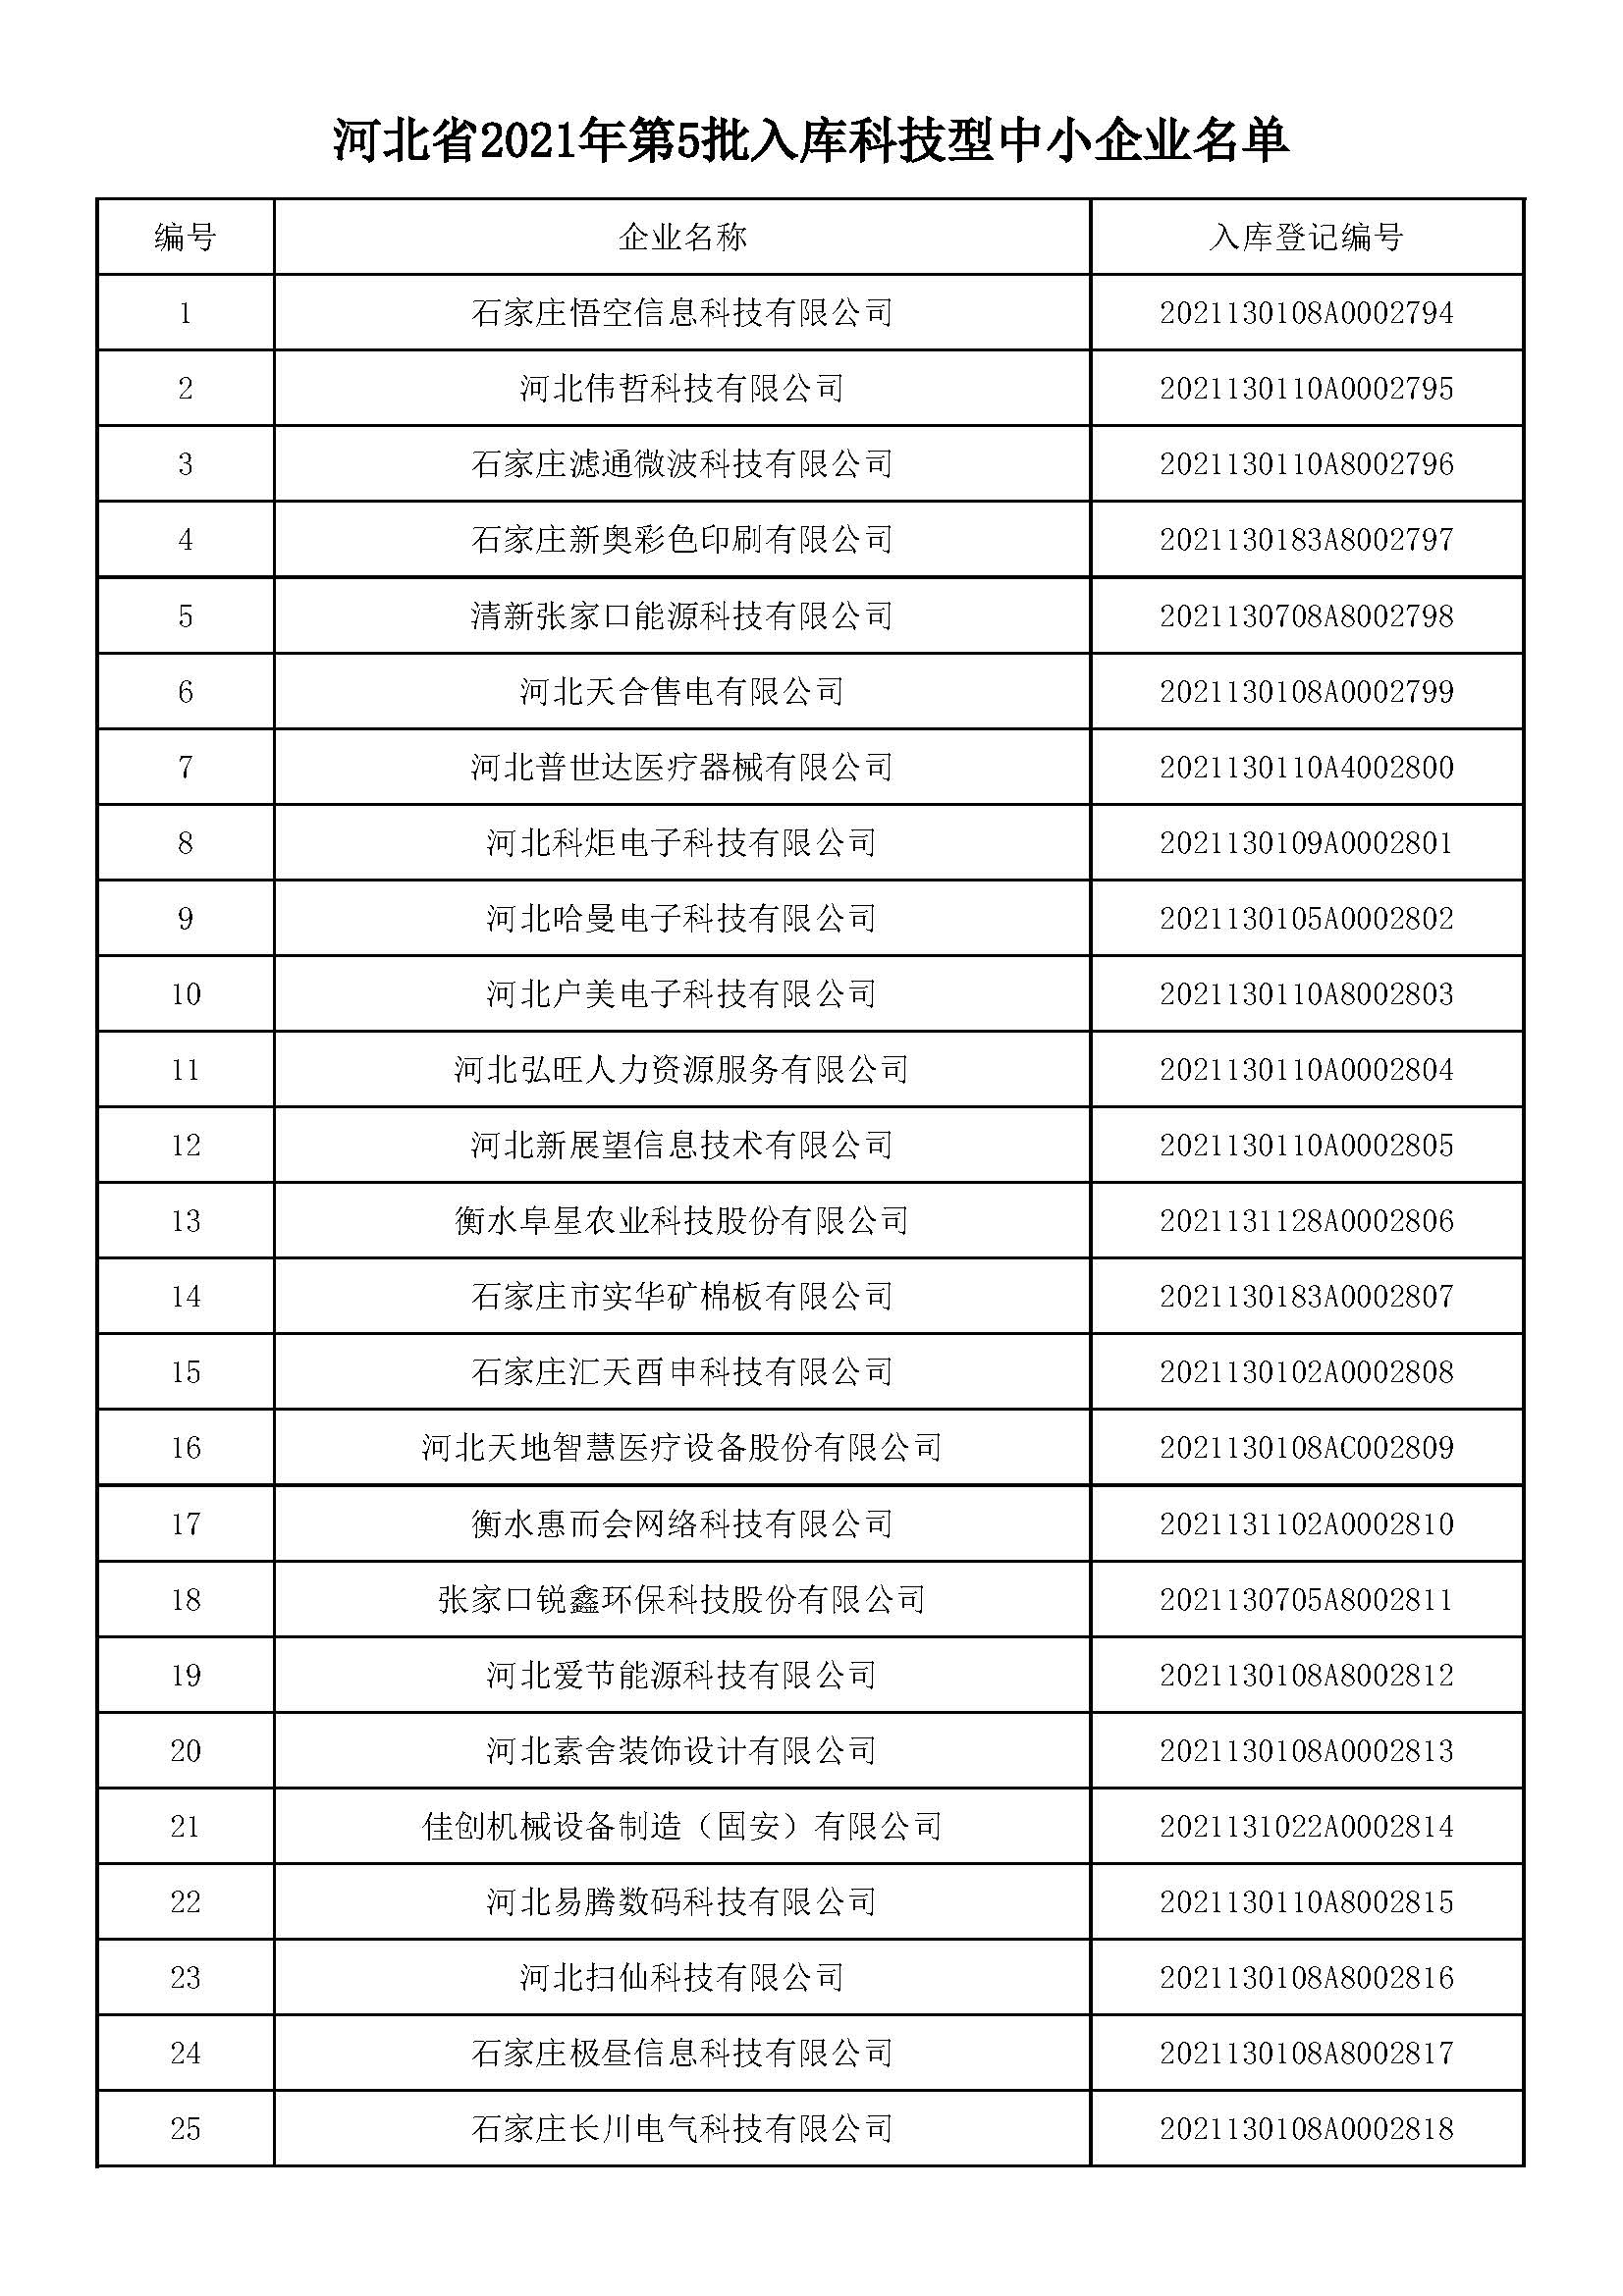 河北省2021年第5批入库科技型中小企业名单
编号 企业名称 入库登记编号
1 石家庄悟空信息科技有限公司 2021130108A0002794
2 河北伟哲科技有限公司 2021130110A0002795
3 石家庄滤通微波科技有限公司 2021130110A8002796
4 石家庄新奥彩色印刷有限公司 2021130183A8002797
5 清新张家口能源科技有限公司 2021130708A8002798
6 河北天合售电有限公司 2021130108A0002799
7 河北普世达医疗器械有限公司 2021130110A4002800
8 河北科炬电子科技有限公司 2021130109A0002801
9 河北哈曼电子科技有限公司 2021130105A0002802
10 河北户美电子科技有限公司 2021130110A8002803
11 河北弘旺人力资源服务有限公司 2021130110A0002804
12 河北新展望信息技术有限公司 2021130110A0002805
13 衡水阜星农业科技股份有限公司 2021131128A0002806
14 石家庄市实华矿棉板有限公司 2021130183A0002807
15 石家庄汇天酉申科技有限公司 2021130102A0002808
16 河北天地智慧医疗设备股份有限公司 2021130108AC002809
17 衡水惠而会网络科技有限公司 2021131102A0002810
18 张家口锐鑫环保科技股份有限公司 2021130705A8002811
19 河北爱节能源科技有限公司 2021130108A8002812
20 河北素舍装饰设计有限公司 2021130108A0002813
21 佳创机械设备制造（固安）有限公司 2021131022A0002814
22 河北易腾数码科技有限公司 2021130110A8002815
23 河北扫仙科技有限公司 2021130108A8002816
24 石家庄极昼信息科技有限公司 2021130108A8002817
25 石家庄长川电气科技有限公司 2021130108A0002818